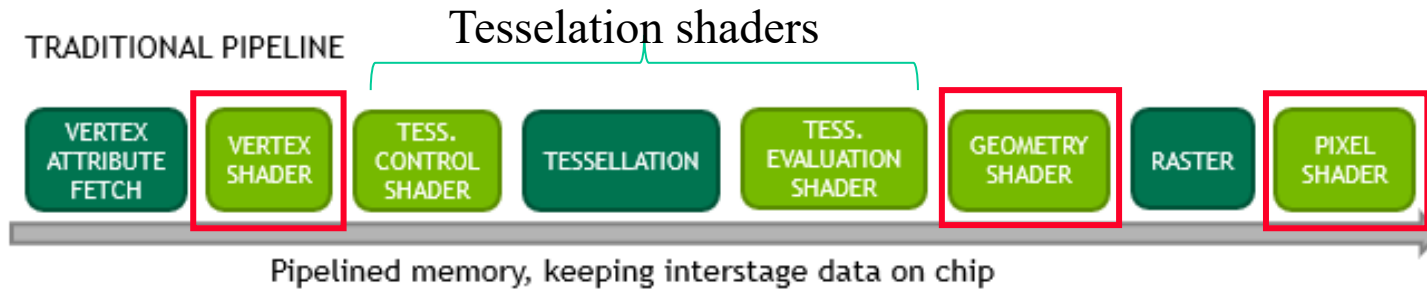 Tesselation shaders
TRADITIONAL PIPELINE
VERTEX
ATTRIBUTE
FETCH
VERTEX
SHADER
TESS.
CONTROL
SHADER
TESSELLATION
TESS.
EVALUATION
SHADER
GEOMETRY
SHADER
RASTER
PIXEL
SHADER
Pipelined memory, keeping interstage data on chip